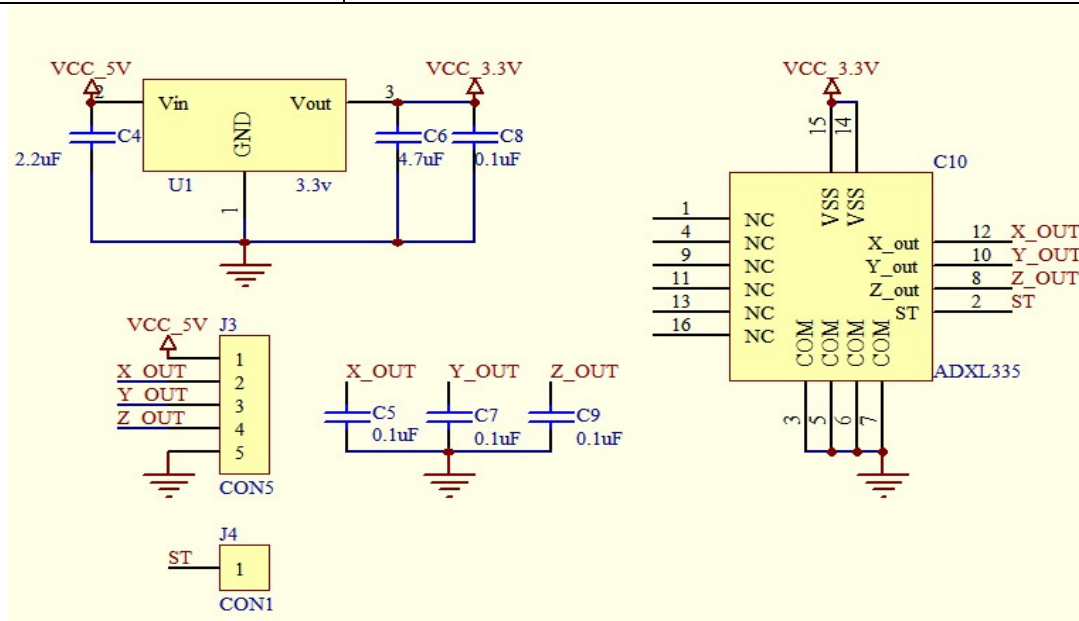 VCC_5V
2
Vin
Vout
3
VCC_3.3V
GND
C4
2.2uF
C6
4.7uF
C8
0.1uF
U1
3.3v
1
VCC_3.3V
15
14
C10
VSS
VSS
1 NC
4 NC
9 NC
11 NC
13 NC
16 NC
X_out 12 X_OUT
Y_out 10 Y_OUT
Z_out 8 Z_OUT
ST 2 ST
COM
COM
COM
COM
ADXL335
3
5
6
7
VCC_5V
J3
1
X_OUT 2
Y_OUT 3
Z_OUT 4
5
CON5
X_OUT
Y_OUT
Z_OUT
C5
0.1uF
C7
0.1uF
C9
0.1uF
J4
ST 1
CON1